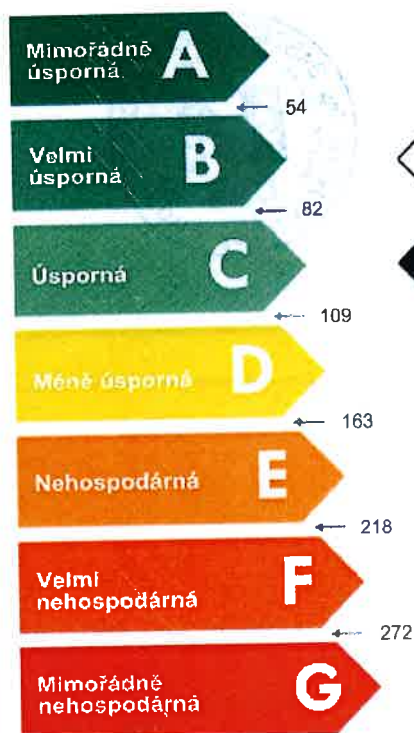 Mimořádně
úsporná
A
54
Velmi
úsporná
B
82
Úsporná
C
109
Méně úsporná
D
163
Nehospodárná
E
218
Velmi
nehospodárná
F
272
Mimořádně
nehospodárná
G